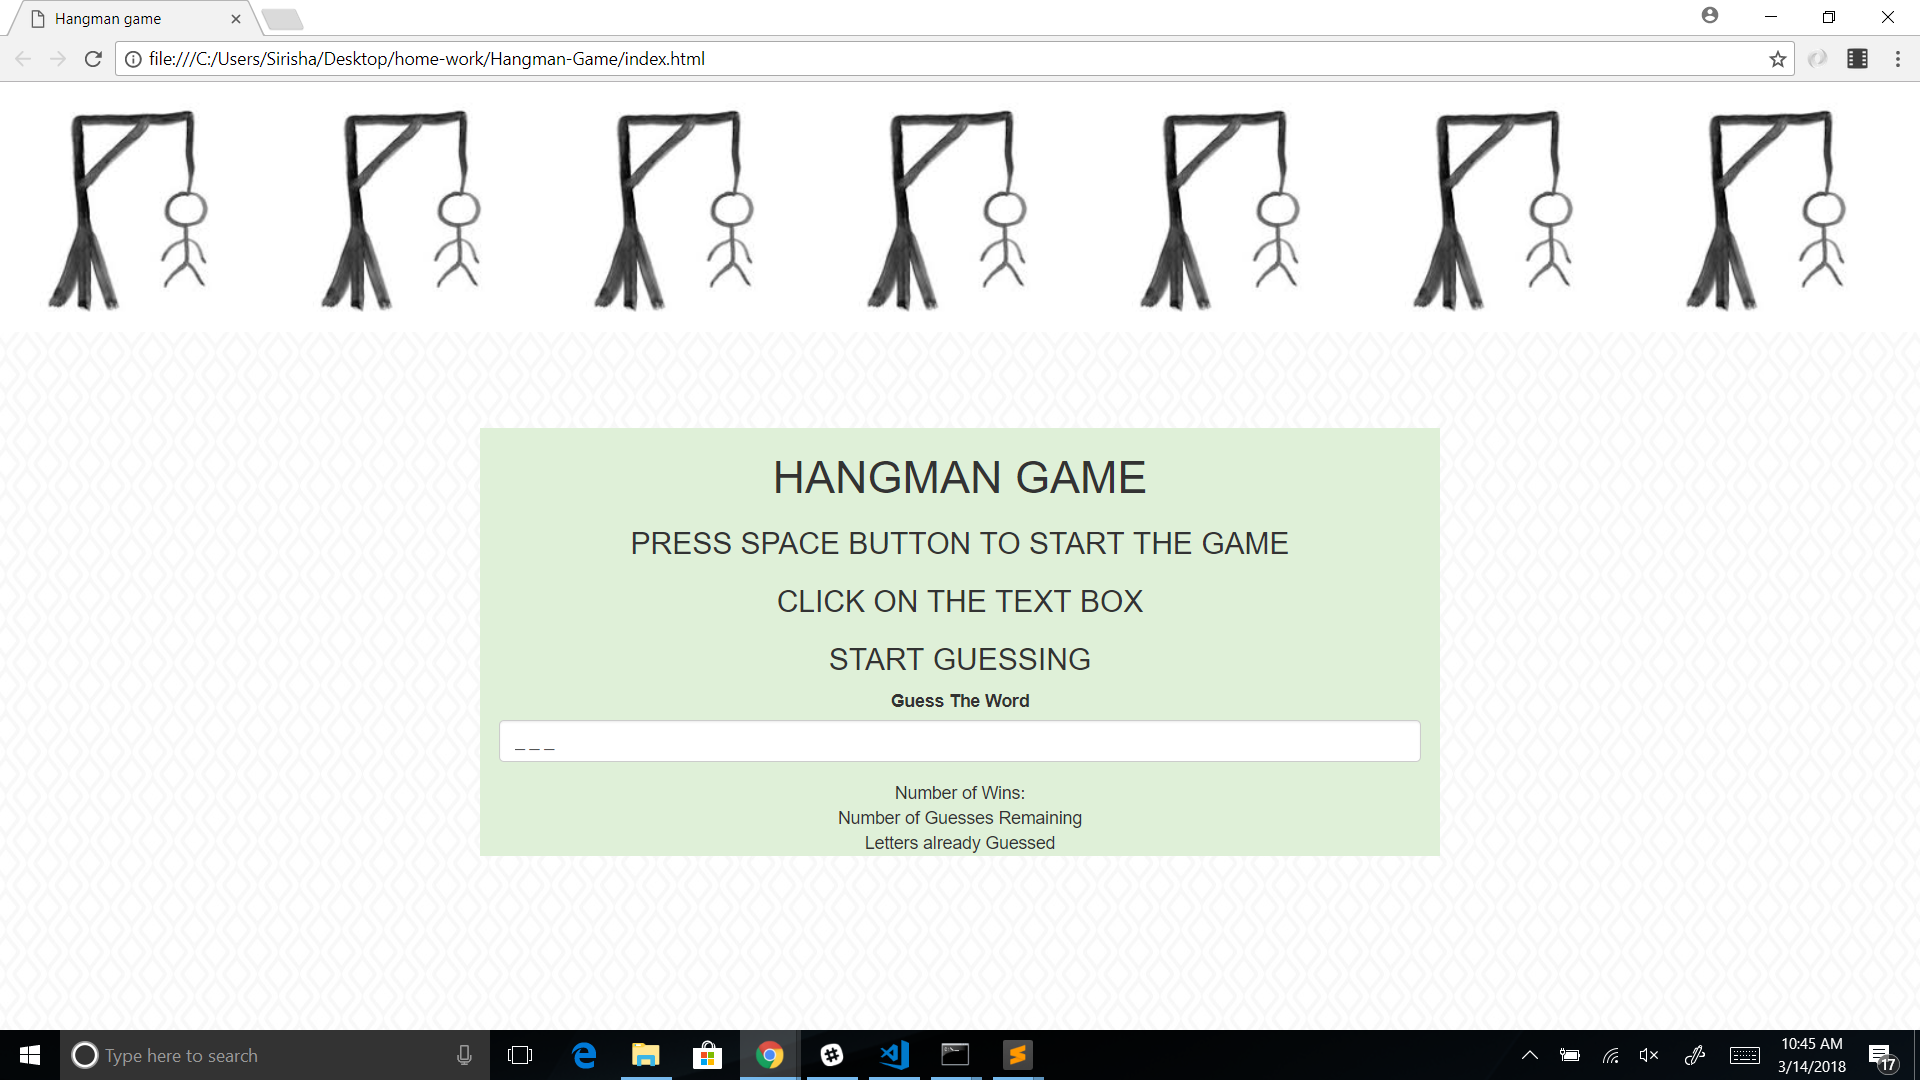 Hangman game
file:///C:/Users/Sirisha/Desktop/home-work/Hangman-Game/index.html
HANGMAN GAME
PRESS SPACE BUTTON TO START THE GAME
CLICK ON THE TEXT BOX
START GUESSING
Guess The Word
_ _ _
Number of Wins:
Number of Guesses Remaining
Letters already Guessed
Type here to search
10:45 AM
3/14/2018
17